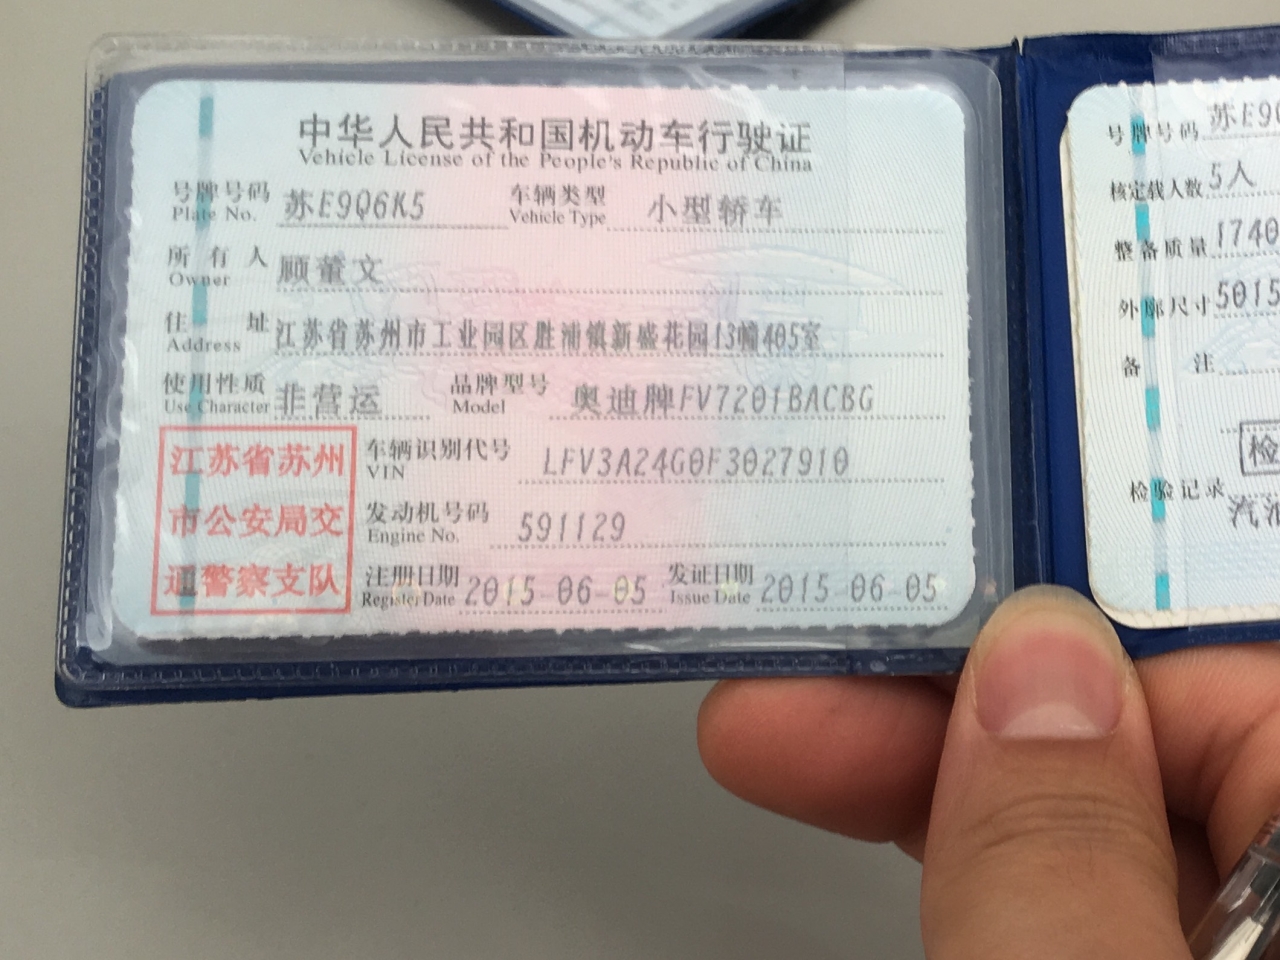 中华人民共和国机动车行驶证
Vehicle License of the People's Republic of China
号牌号码 苏E9Q6K5 车辆类型 小型轿车
Plate No. Vehicle Type
所有人 顾董文
Owner
住址 江苏省苏州市工业园区胜浦镇新盛花园13幢405室
Address
使用性质 非营运 品牌型号 奥迪牌FV7201BACBG
Use Character Model
江苏省苏州
市公安局交
通警察支队
车辆识别代号 LFV3A24G0F3027910
VIN
发动机号码 591129
Engine No.
注册日期 2015-06-05 发证日期 2015-06-05
Register Date Issue Date
号牌号码 苏E9Q
核定载人数 5人
整备质量 1740
外廓尺寸 5015
备注
检
检验记录
汽油